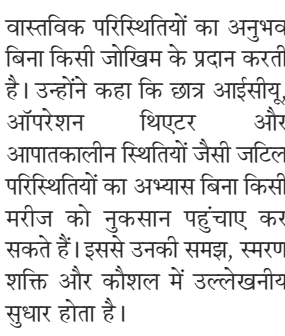 वास्तविक परिस्थितियों का अनुभव
बिना किसी जोखिम के प्रदान करती
है। उन्होंने कहा कि छात्र आईसीयू,
ऑपरेशन थिएटर और
आपातकालीन स्थितियों जैसी जटिल
परिस्थितियों का अभ्यास बिना किसी
मरीज को नुकसान पहुंचाए कर
सकते हैं। इससे उनकी समझ, स्मरण
शक्ति और कौशल में उल्लेखनीय
सुधार होता है।